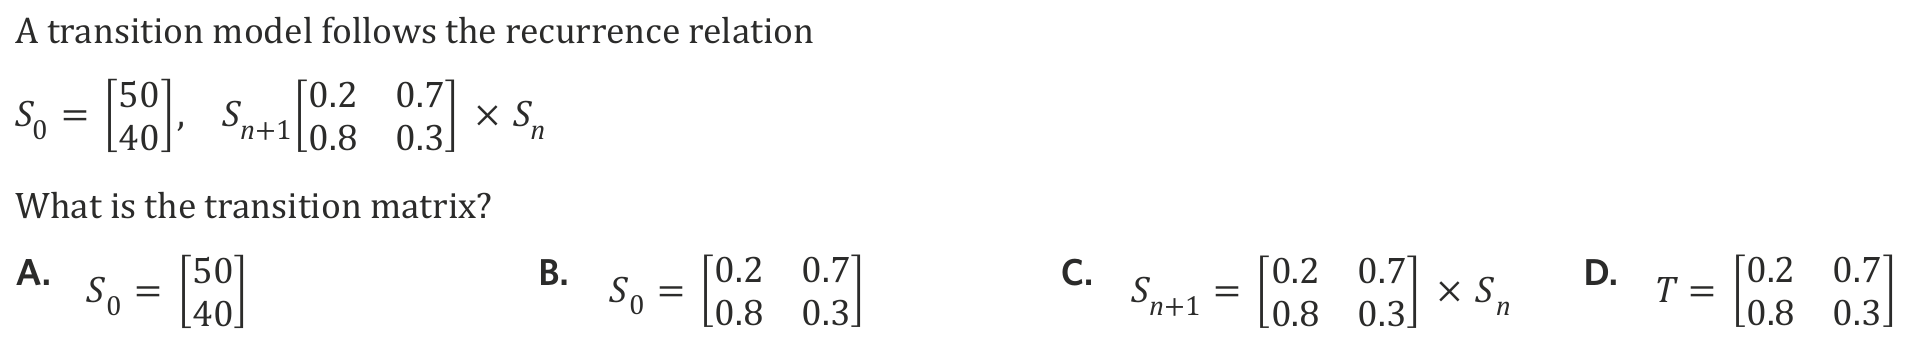 A transition model follows the recurrence relation
S₀ = [50 40], Sₙ₊₁ [0.2 0.7 0.8 0.3] × Sₙ
What is the transition matrix?
A. S₀ = [50 40] B. S₀ = [0.2 0.7 0.8 0.3] C. Sₙ₊₁ = [0.2 0.7 0.8 0.3] × Sₙ D. T = [0.2 0.7 0.8 0.3]